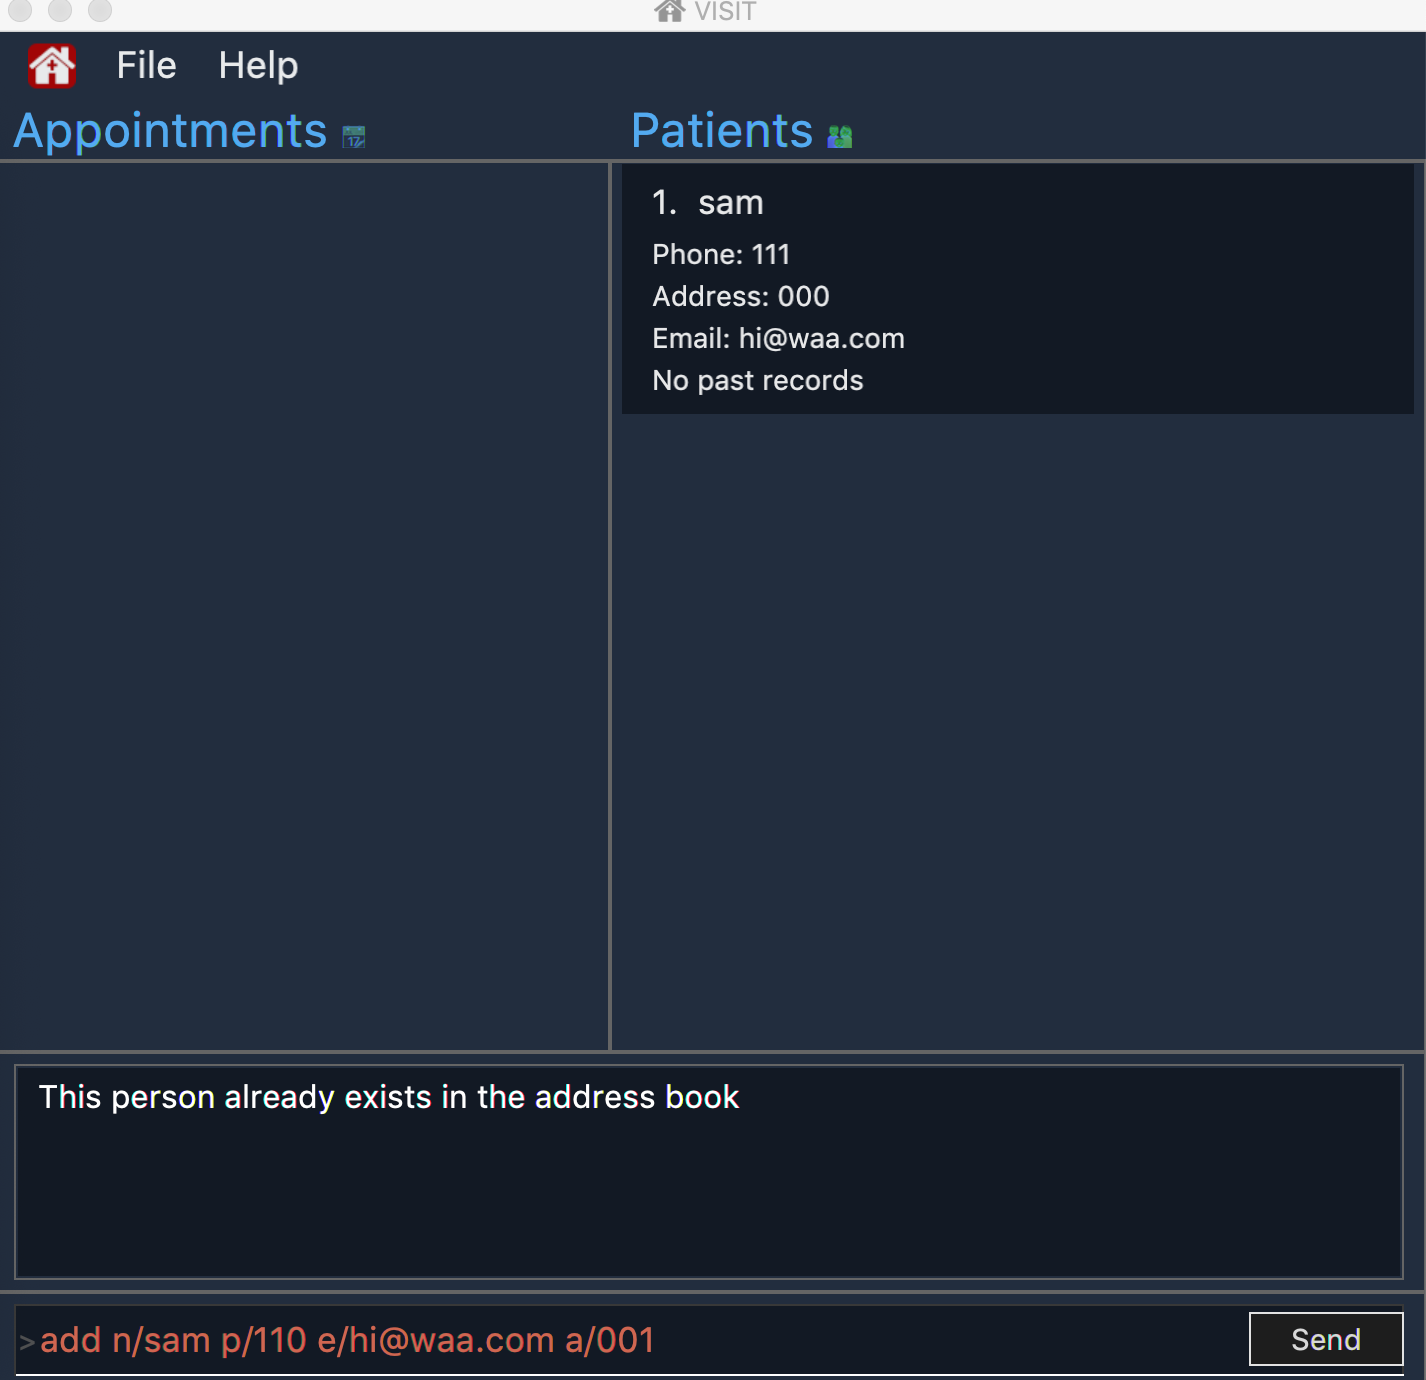 VISIT
File Help
Appointments
Patients
17
1. sam
Phone: 111
Address: 000
Email: hi@waa.com
No past records
This person already exists in the address book
>add n/sam p/110 e/hi@waa.com a/001
Send